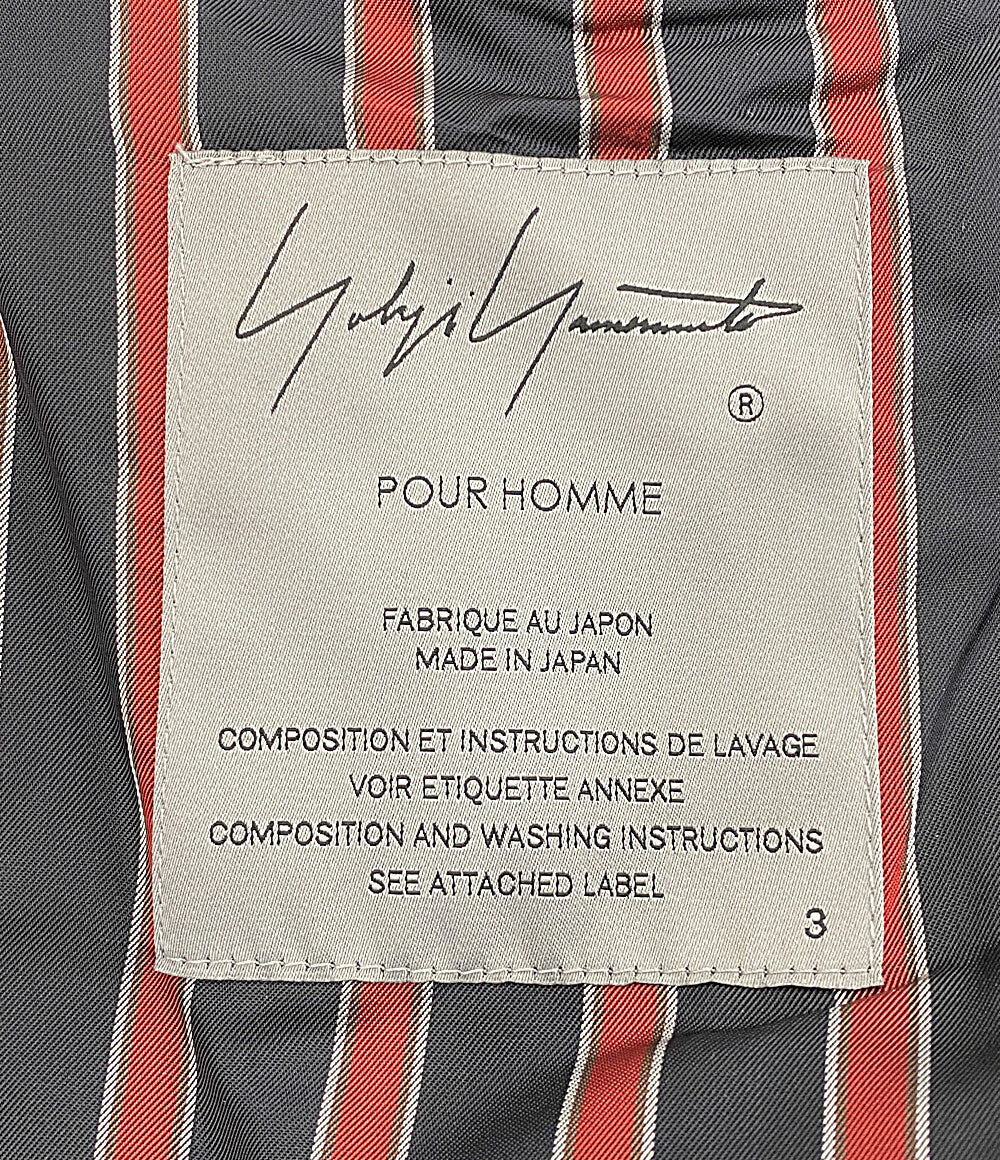 Yohji Yamamoto
®
POUR HOMME
FABRIQUE AU JAPON
MADE IN JAPAN
COMPOSITION ET INSTRUCTIONS DE LAVAGE
VOIR ETIQUETTE ANNEXE
COMPOSITION AND WASHING INSTRUCTIONS
SEE ATTACHED LABEL
3